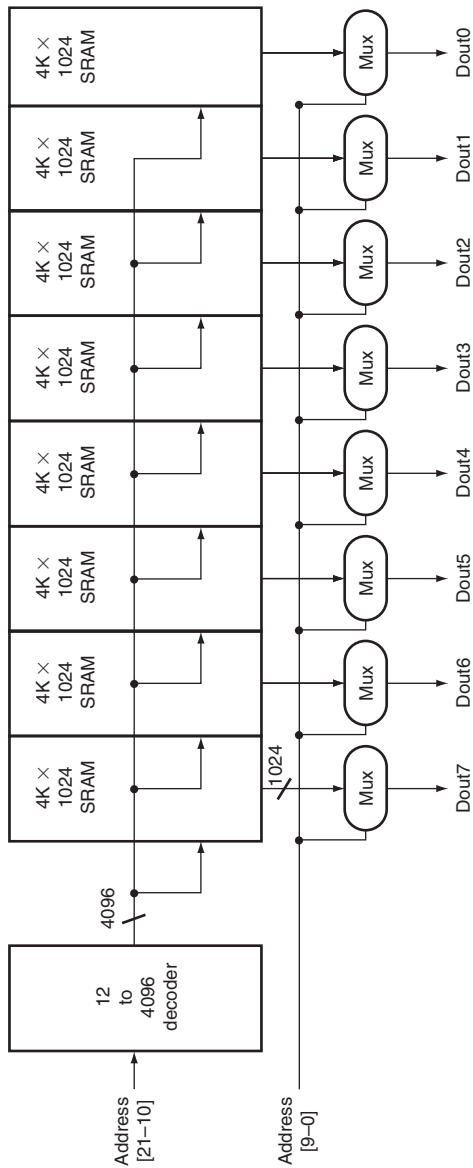 4K ×
1024
SRAM
4K ×
1024
SRAM
4K ×
1024
SRAM
4K ×
1024
SRAM
4K ×
1024
SRAM
4K ×
1024
SRAM
4K ×
1024
SRAM
4K ×
1024
SRAM
12
to
4096
decoder
4096
Address
[21–10]
1024
Address
[9–0]
Mux
Mux
Mux
Mux
Mux
Mux
Mux
Mux
Dout7
Dout6
Dout5
Dout4
Dout3
Dout2
Dout1
Dout0